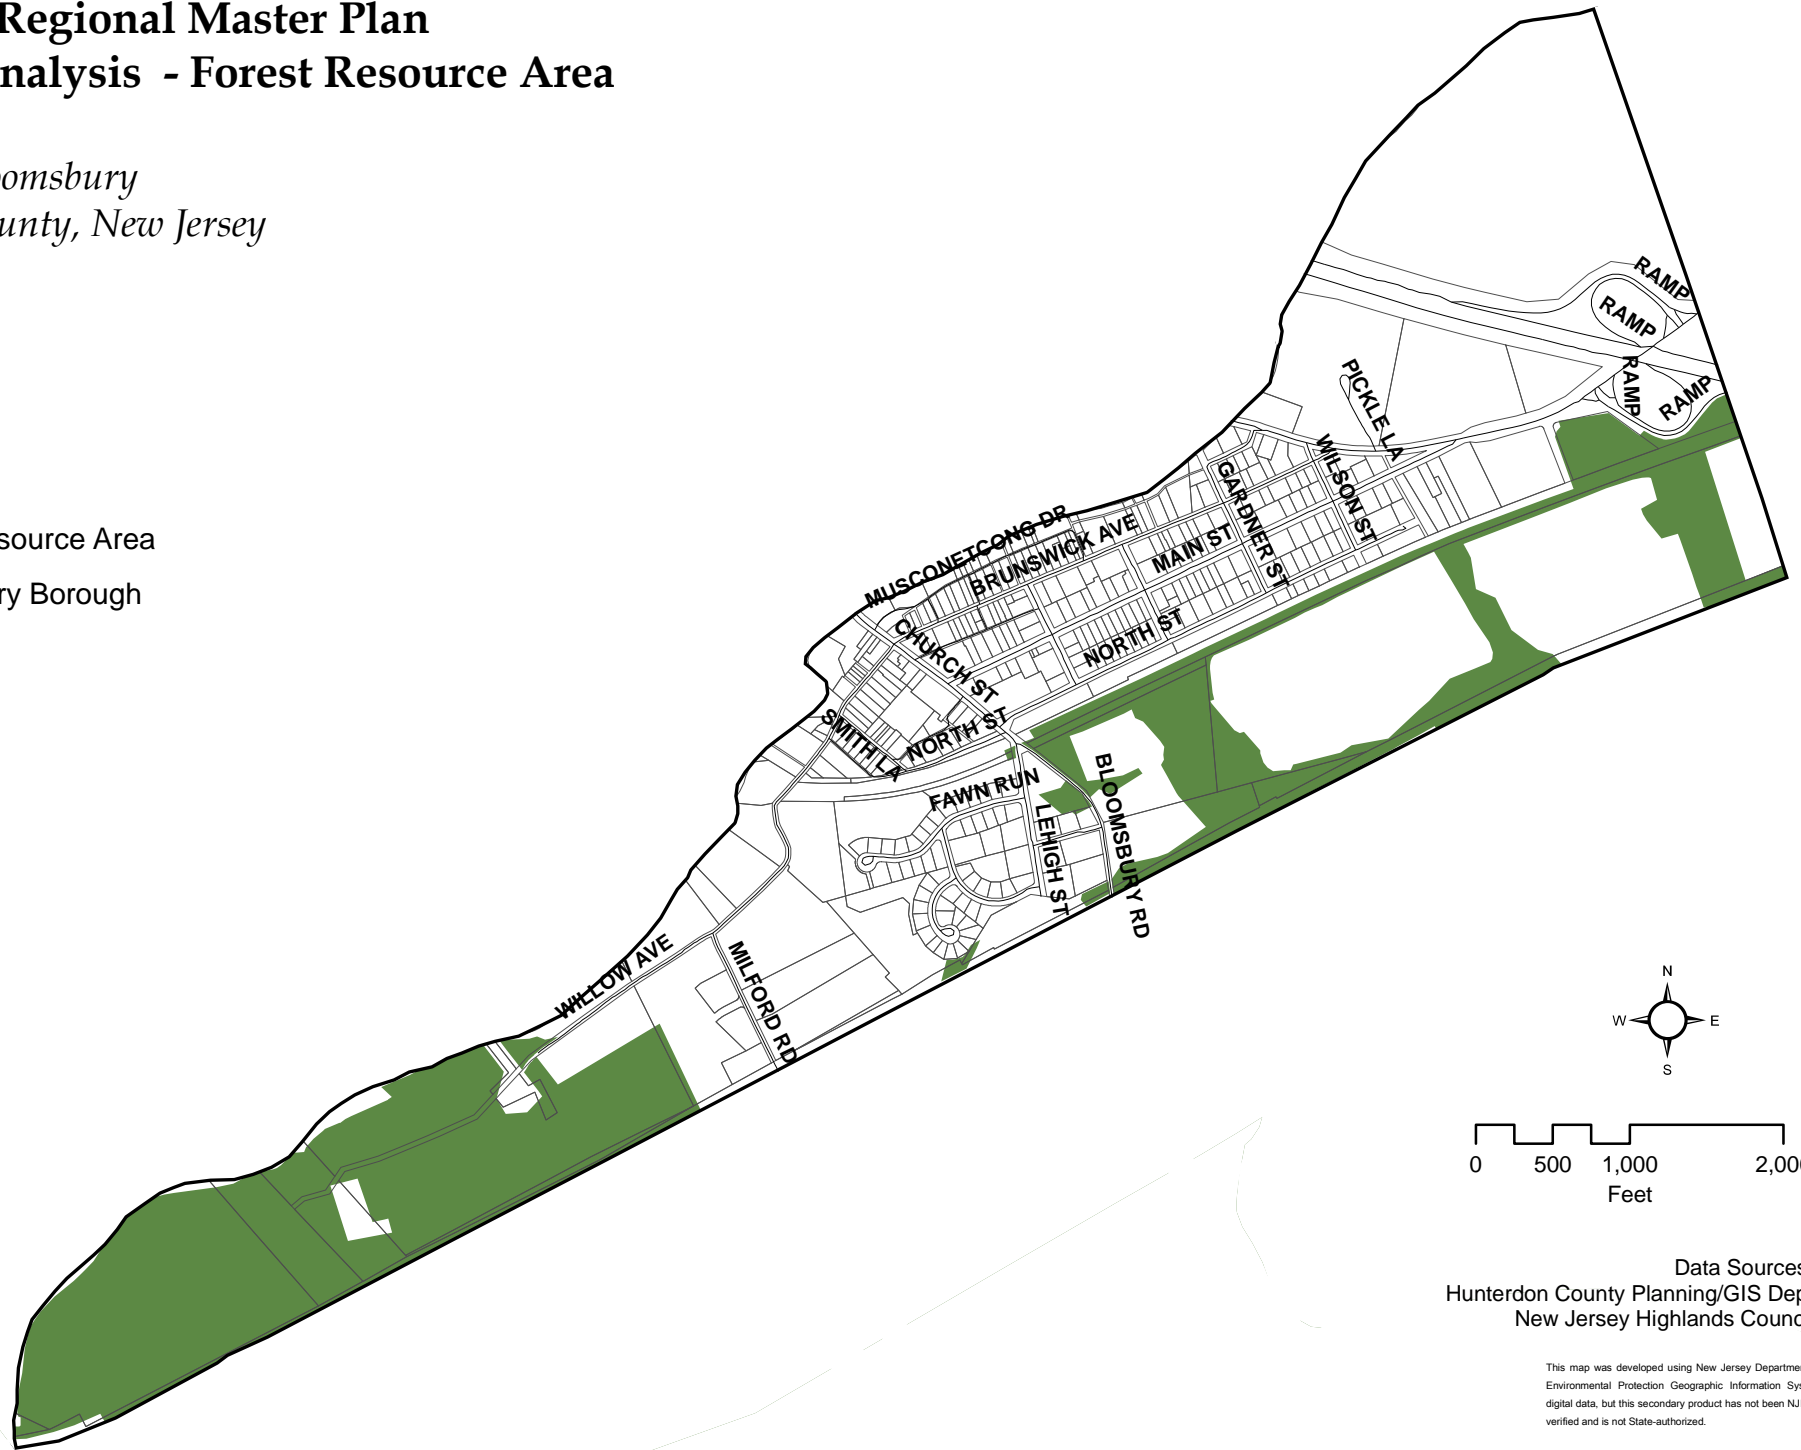 Regional Master Plan
nalysis - Forest Resource Area
oomsbury
unty, New Jersey
source Area
ry Borough
RAMP
RAMP
RAMP
RAMP
PICKLE LA
WILSON ST
GARDNER ST
MUSCONETCONG DR
BRUNSWICK AVE
MAIN ST
NORTH ST
CHURCH ST
NORTH ST
SMITH LA
FAWN RUN
LEHIGH ST
BLOOMSBURY RD
WILLOW AVE
MILFORD RD
N
W E
S
0 500 1,000 2,00
Feet
Data Sources
Hunterdon County Planning/GIS Dep
New Jersey Highlands Counc
This map was developed using New Jersey Departme
Environmental Protection Geographic Information Sys
digital data, but this secondary product has not been NJ
verified and is not State-authorized.